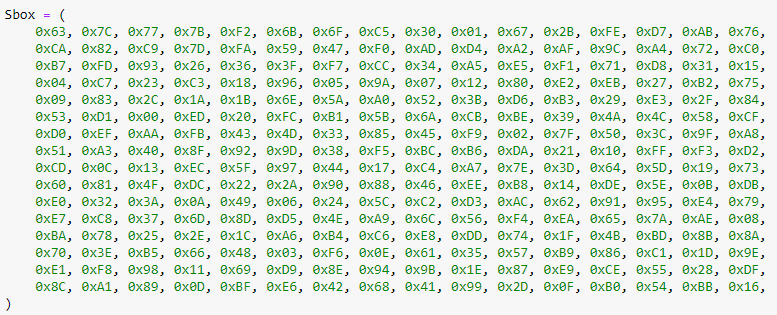 Sbox = (
0x63, 0x7C, 0x77, 0x7B, 0xF2, 0x6B, 0x6F, 0xC5, 0x30, 0x01, 0x67, 0x2B, 0xFE, 0xD7, 0xAB, 0x76,
0xCA, 0x82, 0xC9, 0x7D, 0xFA, 0x59, 0x47, 0xF0, 0xAD, 0xD4, 0xA2, 0xAF, 0x9C, 0xA4, 0x72, 0xC0,
0xB7, 0xFD, 0x93, 0x26, 0x36, 0x3F, 0xF7, 0xCC, 0x34, 0xA5, 0xE5, 0xF1, 0x71, 0xD8, 0x31, 0x15,
0x04, 0xC7, 0x23, 0xC3, 0x18, 0x96, 0x05, 0x9A, 0x07, 0x12, 0x80, 0xE2, 0xEB, 0x27, 0xB2, 0x75,
0x09, 0x83, 0x2C, 0x1A, 0x1B, 0x6E, 0x5A, 0xA0, 0x52, 0x3B, 0xD6, 0xB3, 0x29, 0xE3, 0x2F, 0x84,
0x53, 0xD1, 0x00, 0xED, 0x20, 0xFC, 0xB1, 0x5B, 0x6A, 0xCB, 0xBE, 0x39, 0x4A, 0x4C, 0x58, 0xCF,
0xD0, 0xEF, 0xAA, 0xFB, 0x43, 0x4D, 0x33, 0x85, 0x45, 0xF9, 0x02, 0x7F, 0x50, 0x3C, 0x9F, 0xA8,
0x51, 0xA3, 0x40, 0x8F, 0x92, 0x9D, 0x38, 0xF5, 0xBC, 0xB6, 0xDA, 0x21, 0x10, 0xFF, 0xF3, 0xD2,
0xCD, 0x0C, 0x13, 0xEC, 0x5F, 0x97, 0x44, 0x17, 0xC4, 0xA7, 0x7E, 0x3D, 0x64, 0x5D, 0x19, 0x73,
0x60, 0x81, 0x4F, 0xDC, 0x22, 0x2A, 0x90, 0x88, 0x46, 0xEE, 0xB8, 0x14, 0xDE, 0x5E, 0x0B, 0xDB,
0xE0, 0x32, 0x3A, 0x0A, 0x49, 0x06, 0x24, 0x5C, 0xC2, 0xD3, 0xAC, 0x62, 0x91, 0x95, 0xE4, 0x79,
0xE7, 0xC8, 0x37, 0x6D, 0x8D, 0xD5, 0x4E, 0xA9, 0x6C, 0x56, 0xF4, 0xEA, 0x65, 0x7A, 0xAE, 0x08,
0xBA, 0x78, 0x25, 0x2E, 0x1C, 0xA6, 0xB4, 0xC6, 0xE8, 0xDD, 0x74, 0x1F, 0x4B, 0xBD, 0x8B, 0x8A,
0x70, 0x3E, 0xB5, 0x66, 0x48, 0x03, 0xF6, 0x0E, 0x61, 0x35, 0x57, 0xB9, 0x86, 0xC1, 0x1D, 0x9E,
0xE1, 0xF8, 0x98, 0x11, 0x69, 0xD9, 0x8E, 0x94, 0x9B, 0x1E, 0x87, 0xE9, 0xCE, 0x55, 0x28, 0xDF,
0x8C, 0xA1, 0x89, 0x0D, 0xBF, 0xE6, 0x42, 0x68, 0x41, 0x99, 0x2D, 0x0F, 0xB0, 0x54, 0xBB, 0x16,
)